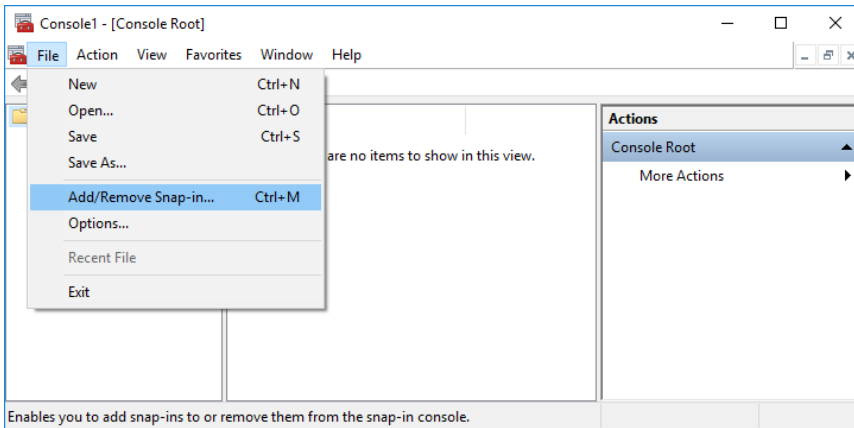 Console1 - [Console Root]
File Action View Favorites Window Help
New Ctrl+N
Open... Ctrl+O
Save Ctrl+S
Save As...
Add/Remove Snap-in... Ctrl+M
Options...
Recent File
Exit
are no items to show in this view.
Actions
Console Root
More Actions
Enables you to add snap-ins to or remove them from the snap-in console.